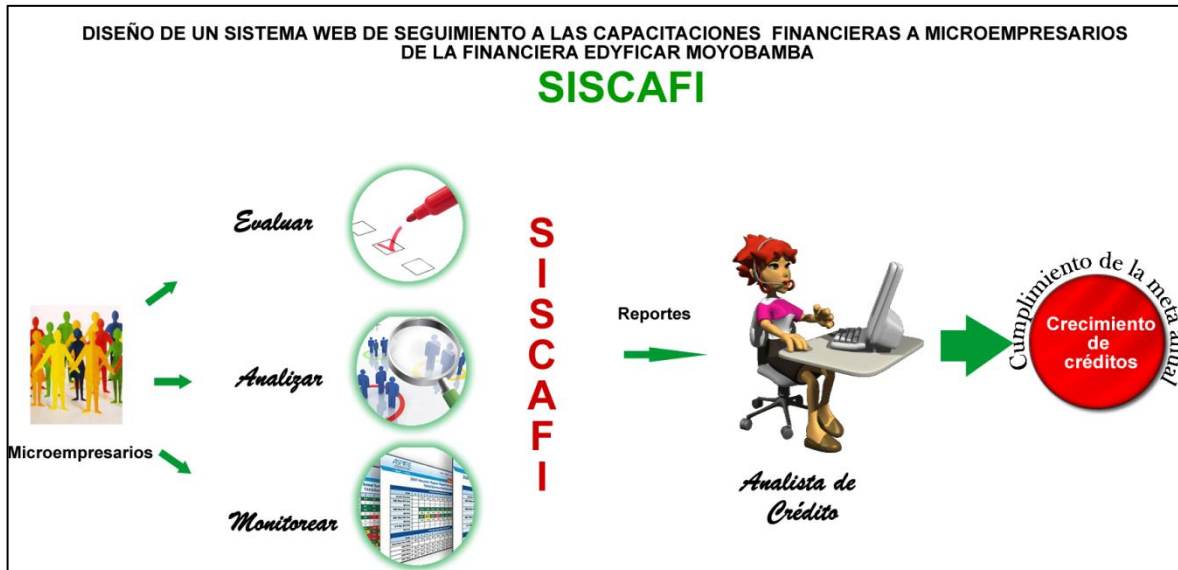 DISEÑO DE UN SISTEMA WEB DE SEGUIMIENTO A LAS CAPACITACIONES FINANCIERAS A MICROEMPRESARIOS
DE LA FINANCIERA EDYFICAR MOYOBAMBA
SISCAFI
Evaluar
Analizar
Monitorear
Microempresarios
S
I
S
C
A
F
I
Reportes
Analista de
Crédito
Cumplimiento de la meta anual
Crecimiento
de
créditos